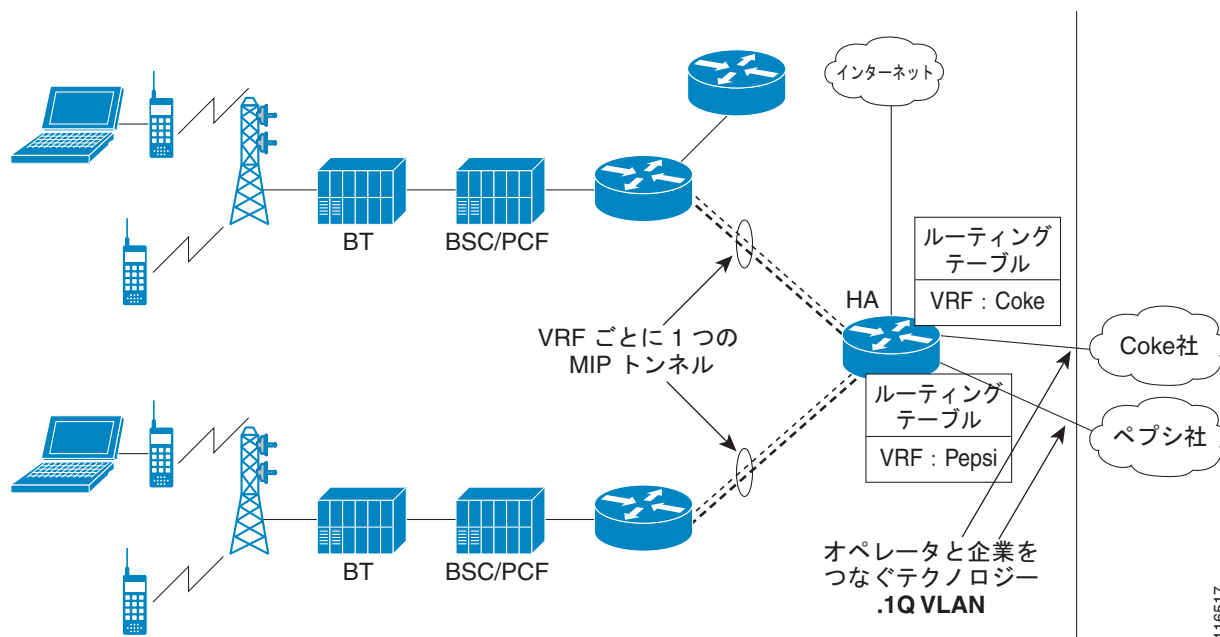 インターネット
BT
BSC/PCF
ルーティング
テーブル
VRF：Coke
HA
VRF ごとに 1 つの
MIP トンネル
Coke社
ルーティング
テーブル
VRF：Pepsi
ペプシ社
BT
BSC/PCF
オペレータと企業を
つなぐテクノロジー
.1Q VLAN
116517